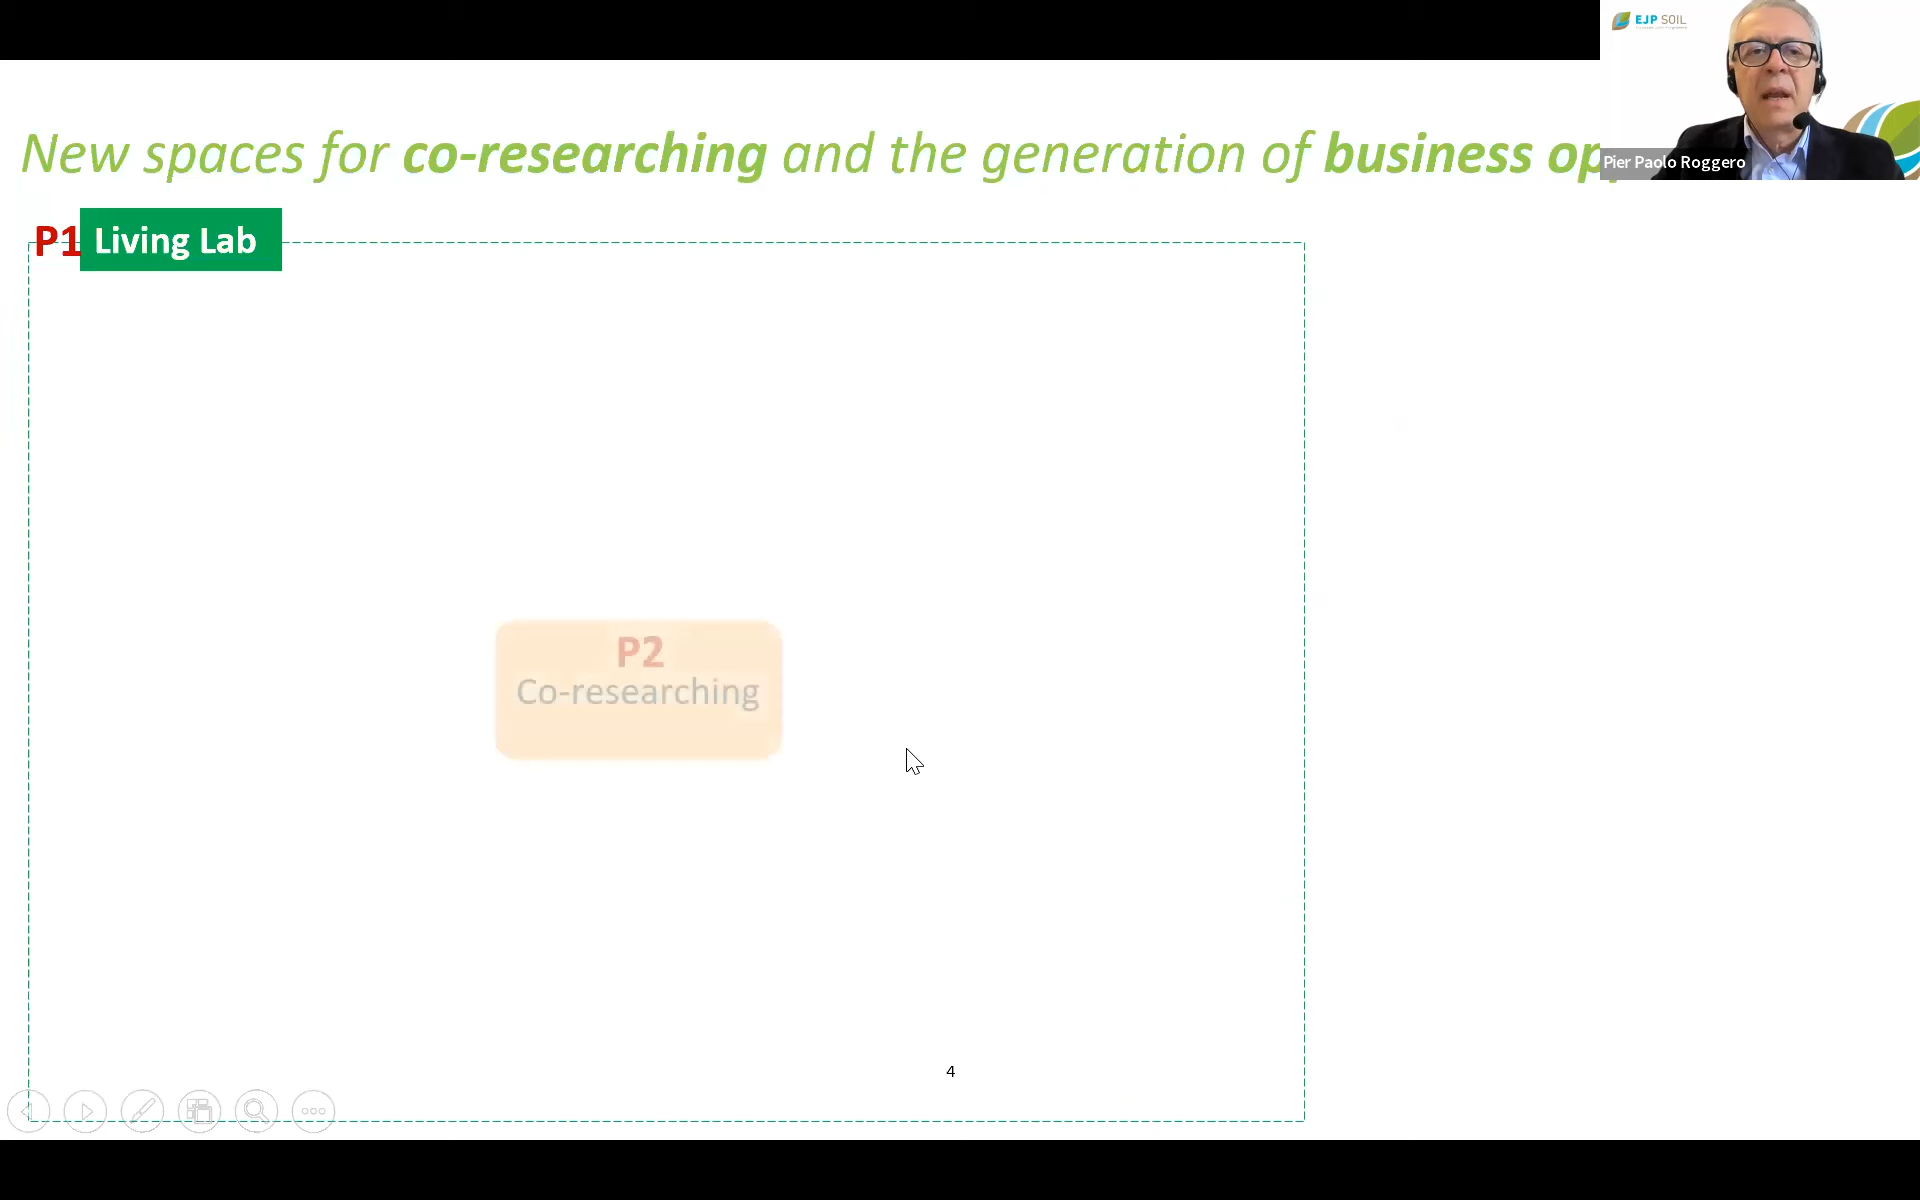 EJP SOIL
New spaces for co-researching and the generation of business op
Pier Paolo Roggero
P1 Living Lab
P2
Co-researching
4